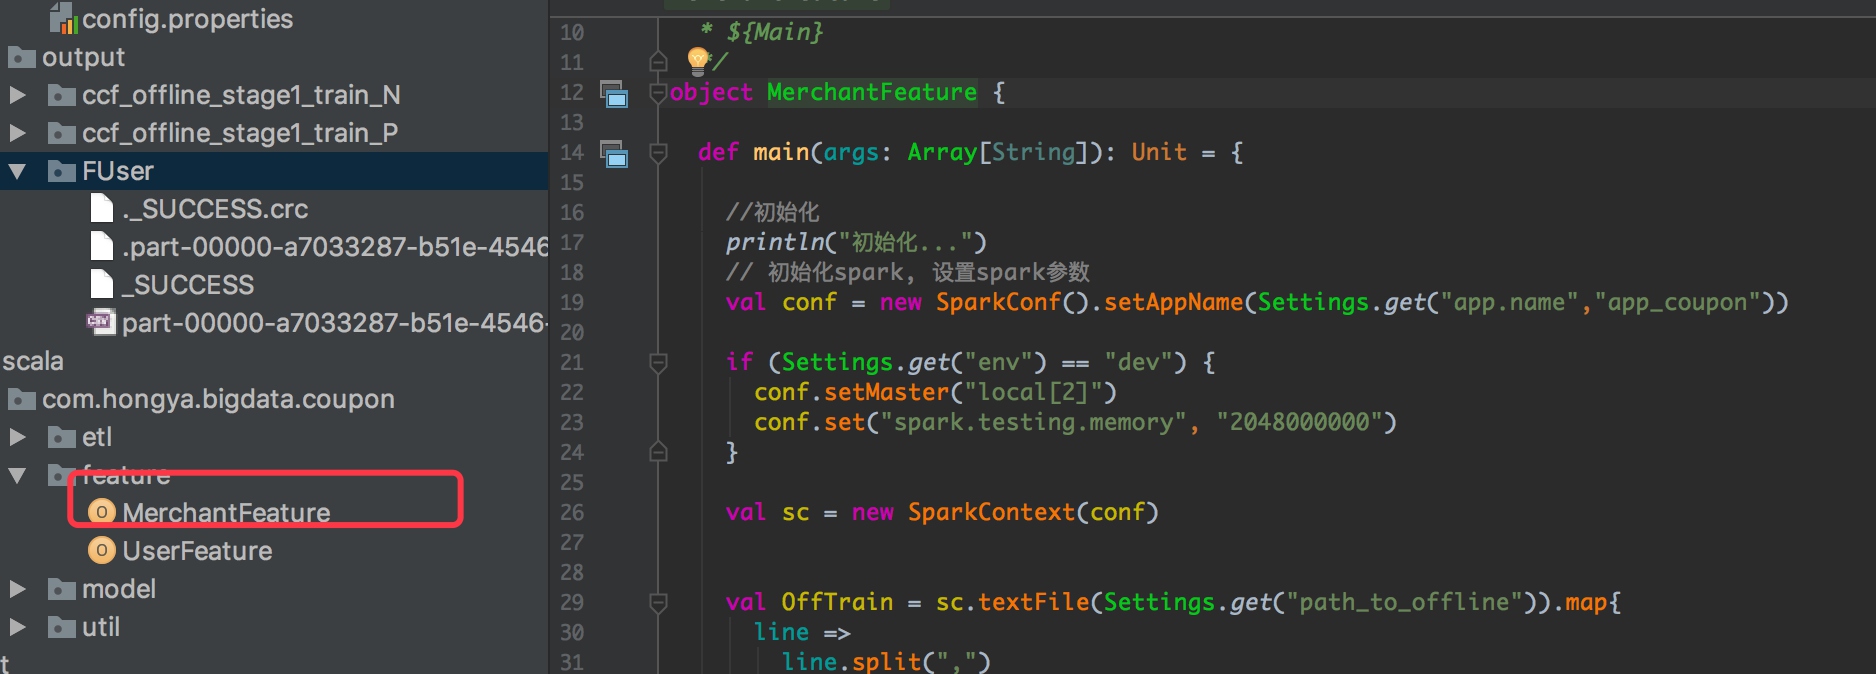 config.properties
output
ccf_offline_stage1_train_N
ccf_offline_stage1_train_P
FUser
._SUCCESS.crc
.part-00000-a7033287-b51e-4546
_SUCCESS
part-00000-a7033287-b51e-4546-
scala
com.hongya.bigdata.coupon
etl
feature
MerchantFeature
UserFeature
model
util
t
10 * ${Main}
11 */
12 object MerchantFeature {
13
14 def main(args: Array[String]): Unit = {
15
16 //初始化
17 println("初始化...")
18 // 初始化spark, 设置spark参数
19 val conf = new SparkConf().setAppName(Settings.get("app.name","app_coupon"))
20
21 if (Settings.get("env") == "dev") {
22 conf.setMaster("local[2]")
23 conf.set("spark.testing.memory", "2048000000")
24 }
25
26 val sc = new SparkContext(conf)
27
28
29 val OffTrain = sc.textFile(Settings.get("path_to_offline")).map{
30 line =>
31 line.split(",")